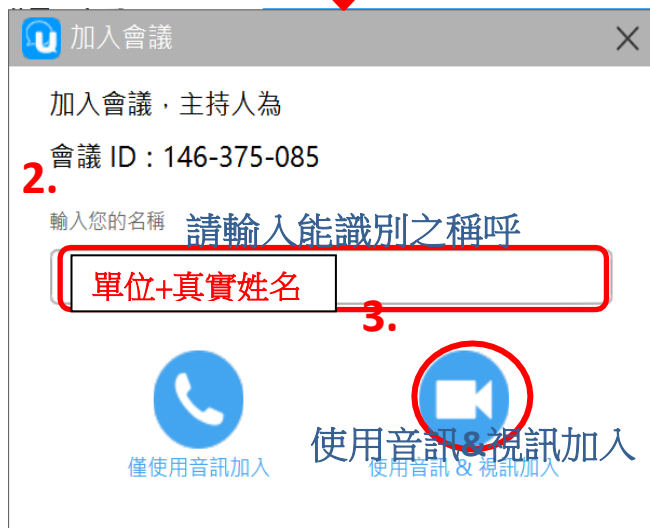 加入會議
加入會議，主持人為
會議 ID：146-375-085
2.
輸入您的名稱
請輸入能識別之稱呼
單位+真實姓名
3.
使用音訊&視訊加入
僅使用音訊加入
使用音訊 & 視訊加入